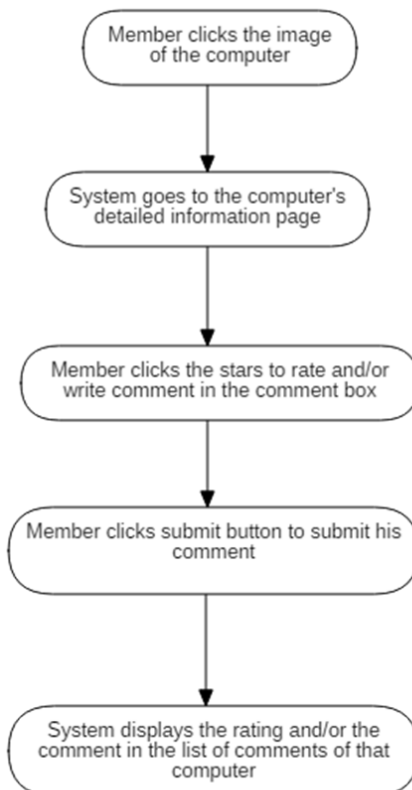 Member clicks the image
of the computer
System goes to the computer's
detailed information page
Member clicks the stars to rate and/or
write comment in the comment box
Member clicks submit button to submit his
comment
System displays the rating and/or the
comment in the list of comments of that
computer